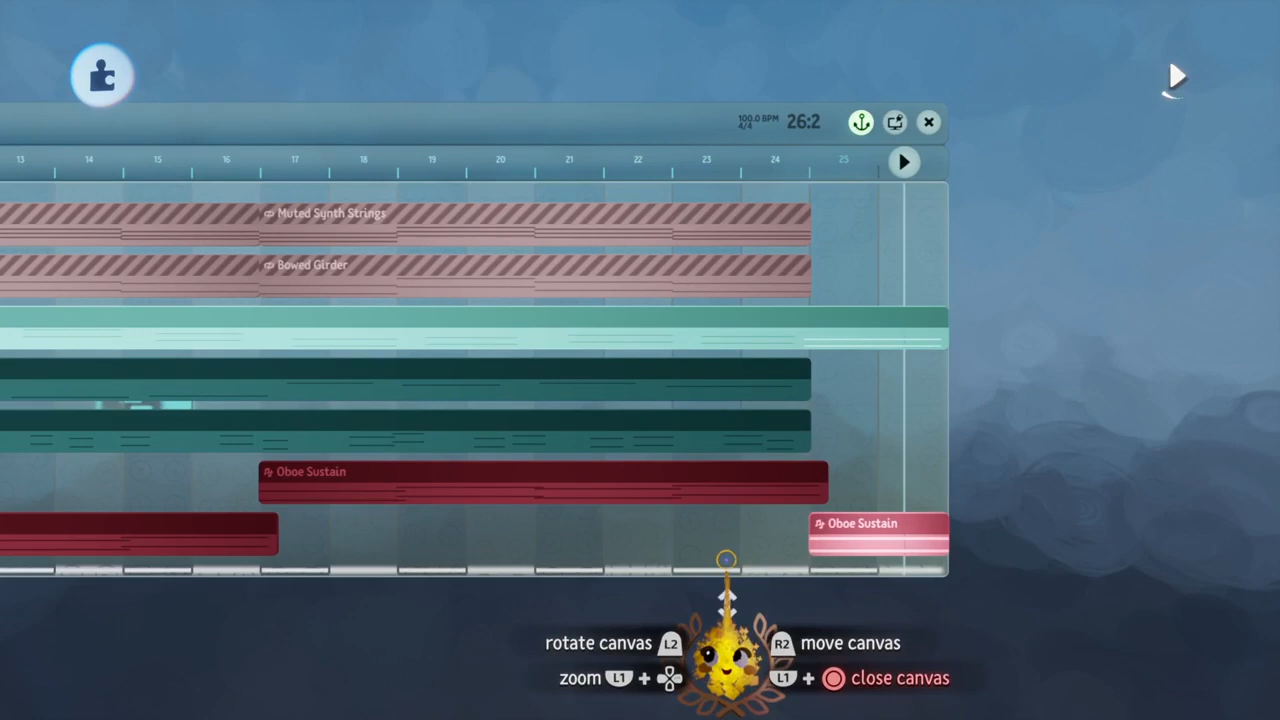 100.0 BPM
4/4
26:2
13 14 15 16 17 18 19 20 21 22 23 24 25
Muted Synth Strings
Bowed Girder
Oboe Sustain
Oboe Sustain
rotate canvas L2
R2 move canvas
zoom L1 +
L1 + close canvas